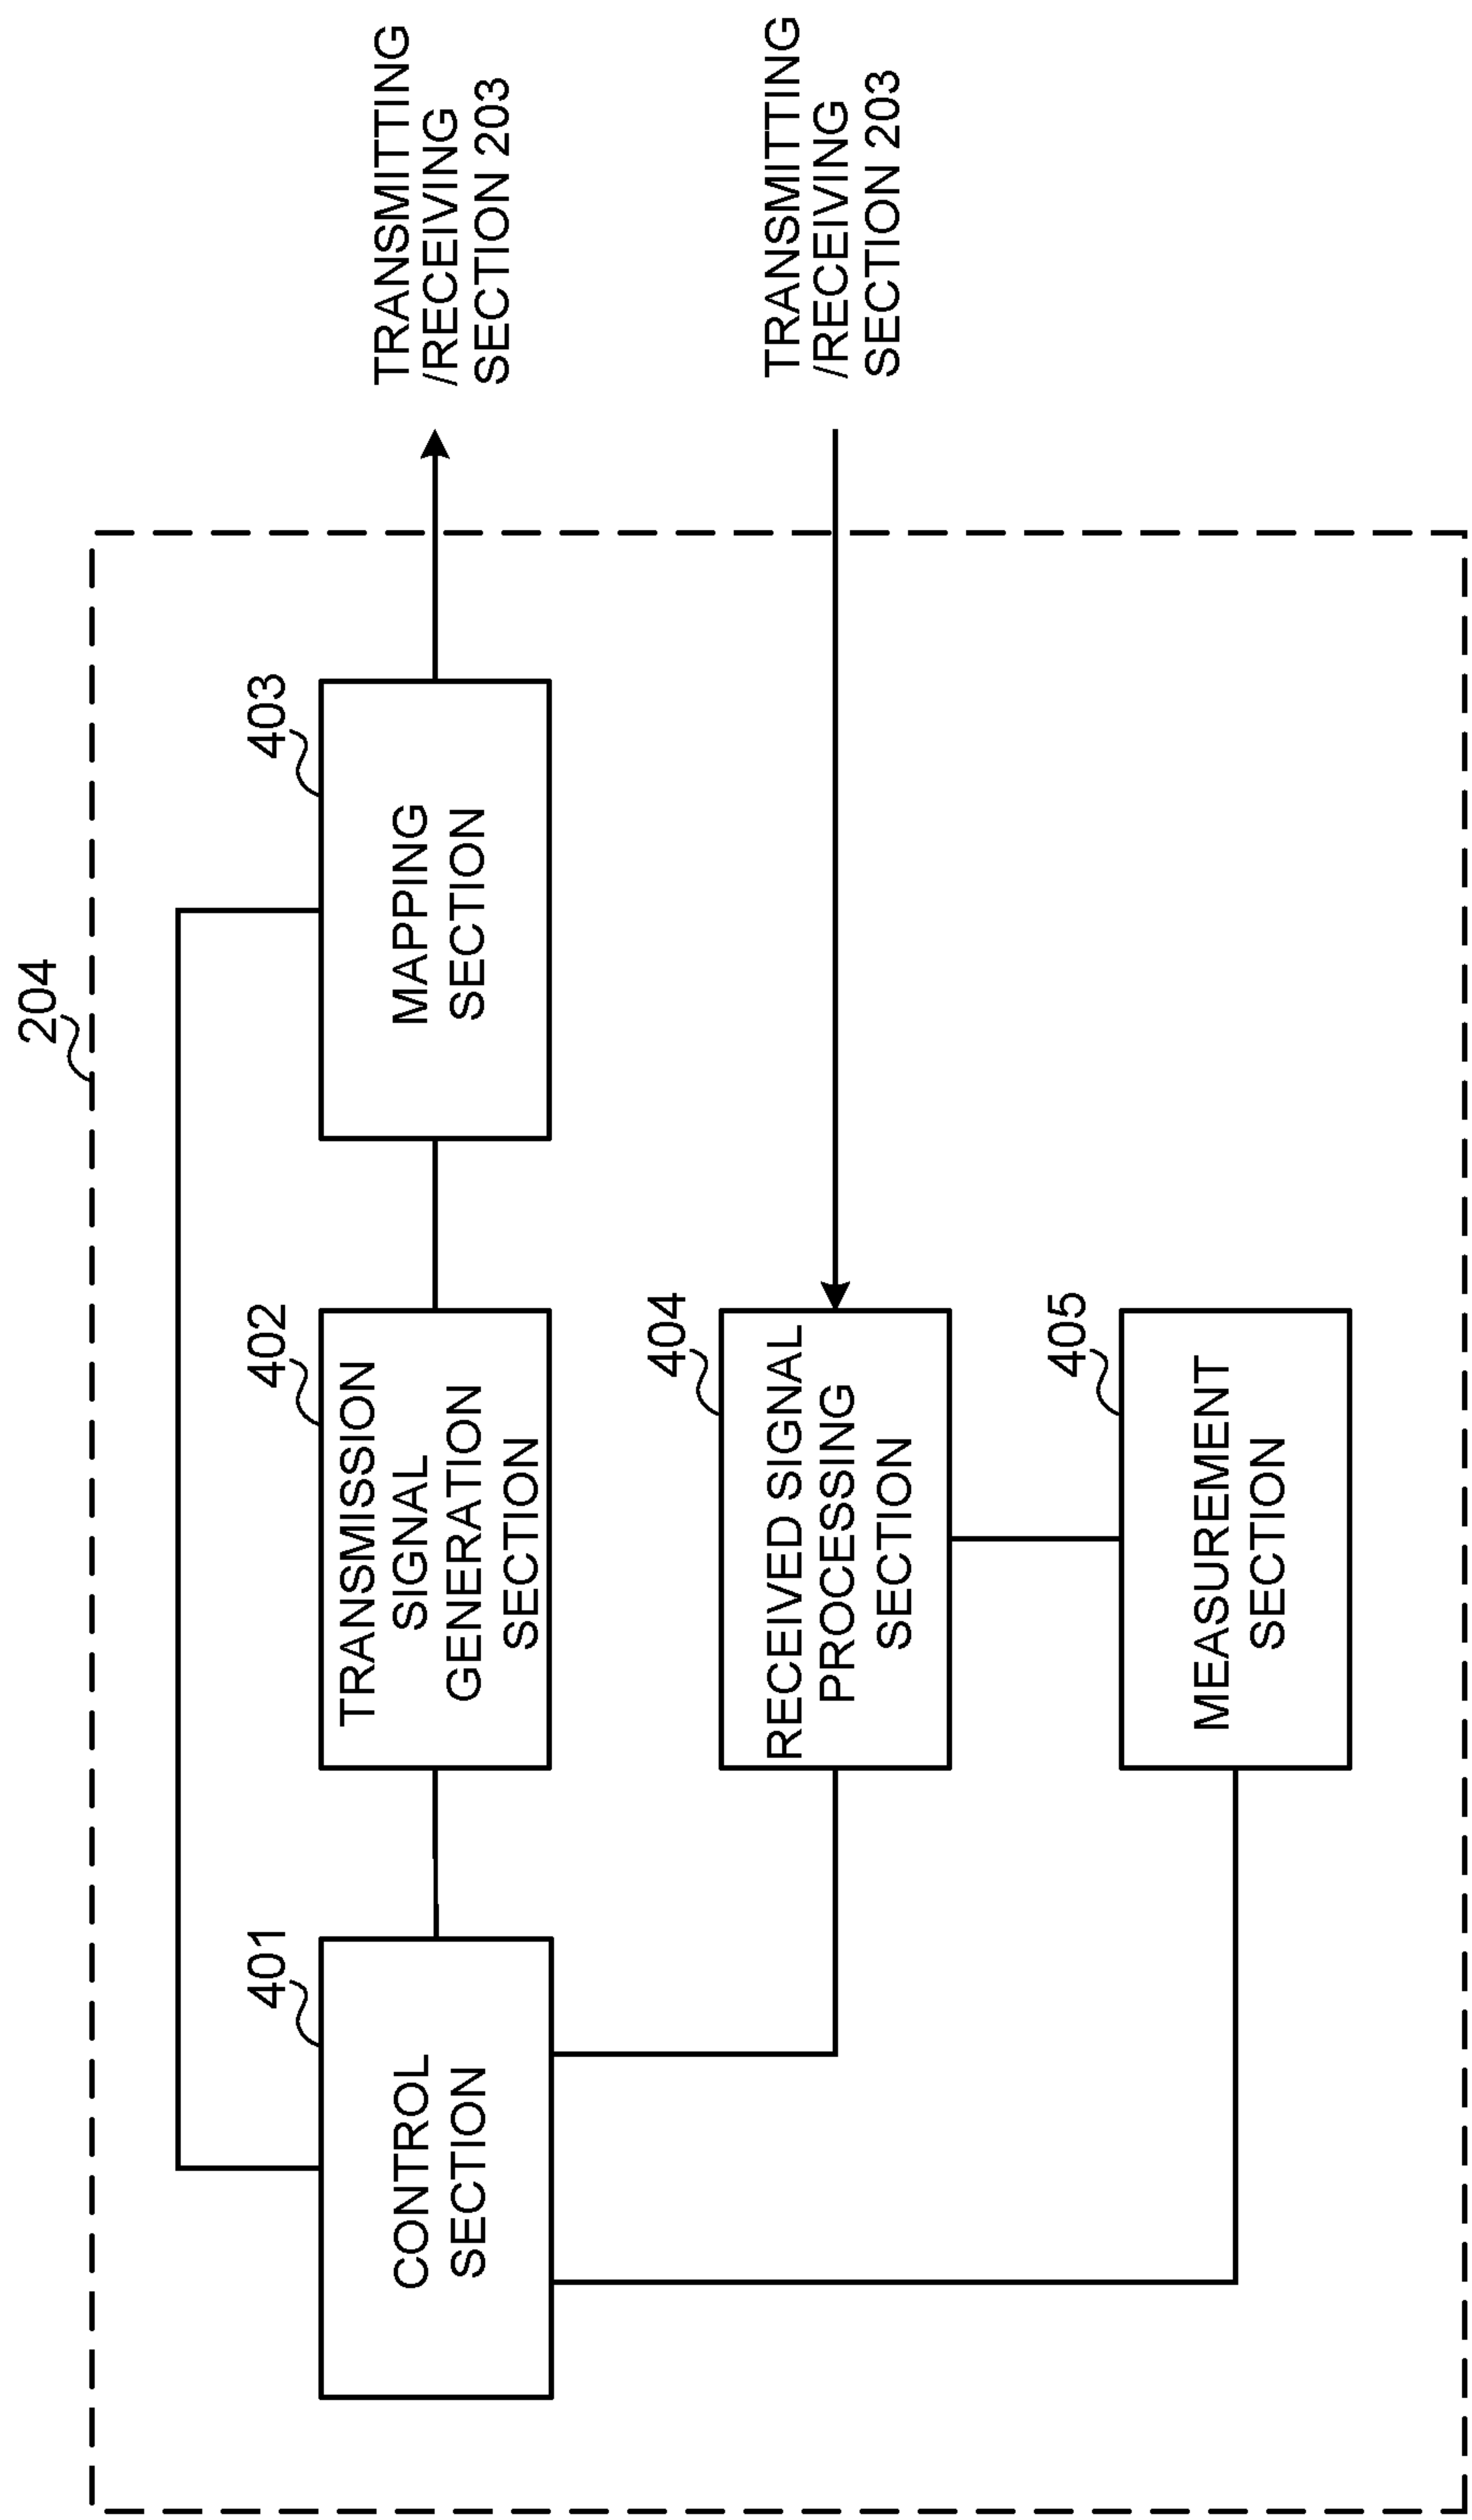 204
401
CONTROL
SECTION
402
TRANSMISSION
SIGNAL
GENERATION
SECTION
403
MAPPING
SECTION
TRANSMITTING
/RECEIVING
SECTION 203
404
RECEIVED SIGNAL
PROCESSING
SECTION
TRANSMITTING
/RECEIVING
SECTION 203
405
MEASUREMENT
SECTION